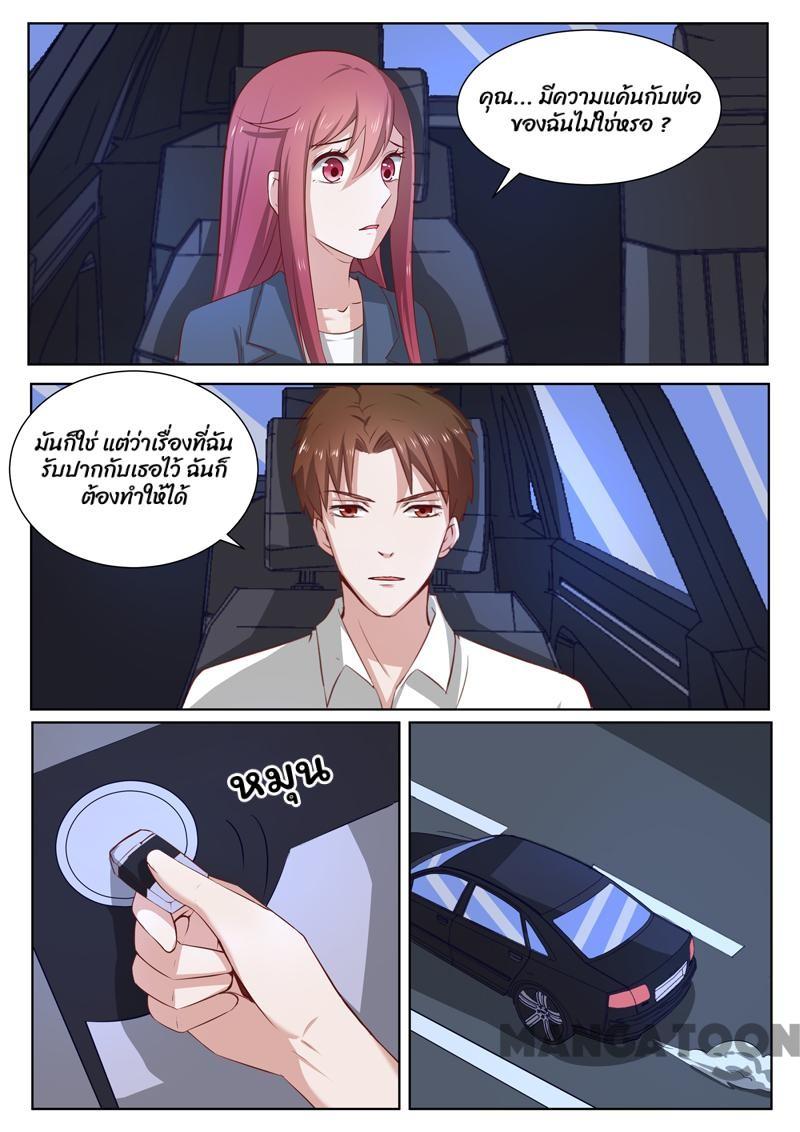 คุณ... มีความแค้นกับพ่อ
ของฉันไม่ใช่หรอ ?
มันก็ใช่ แต่ว่าเรื่องที่ฉัน
รับปากกับเธอไว้ ฉันก็
ต้องทำให้ได้
หมุน
MANGATOON